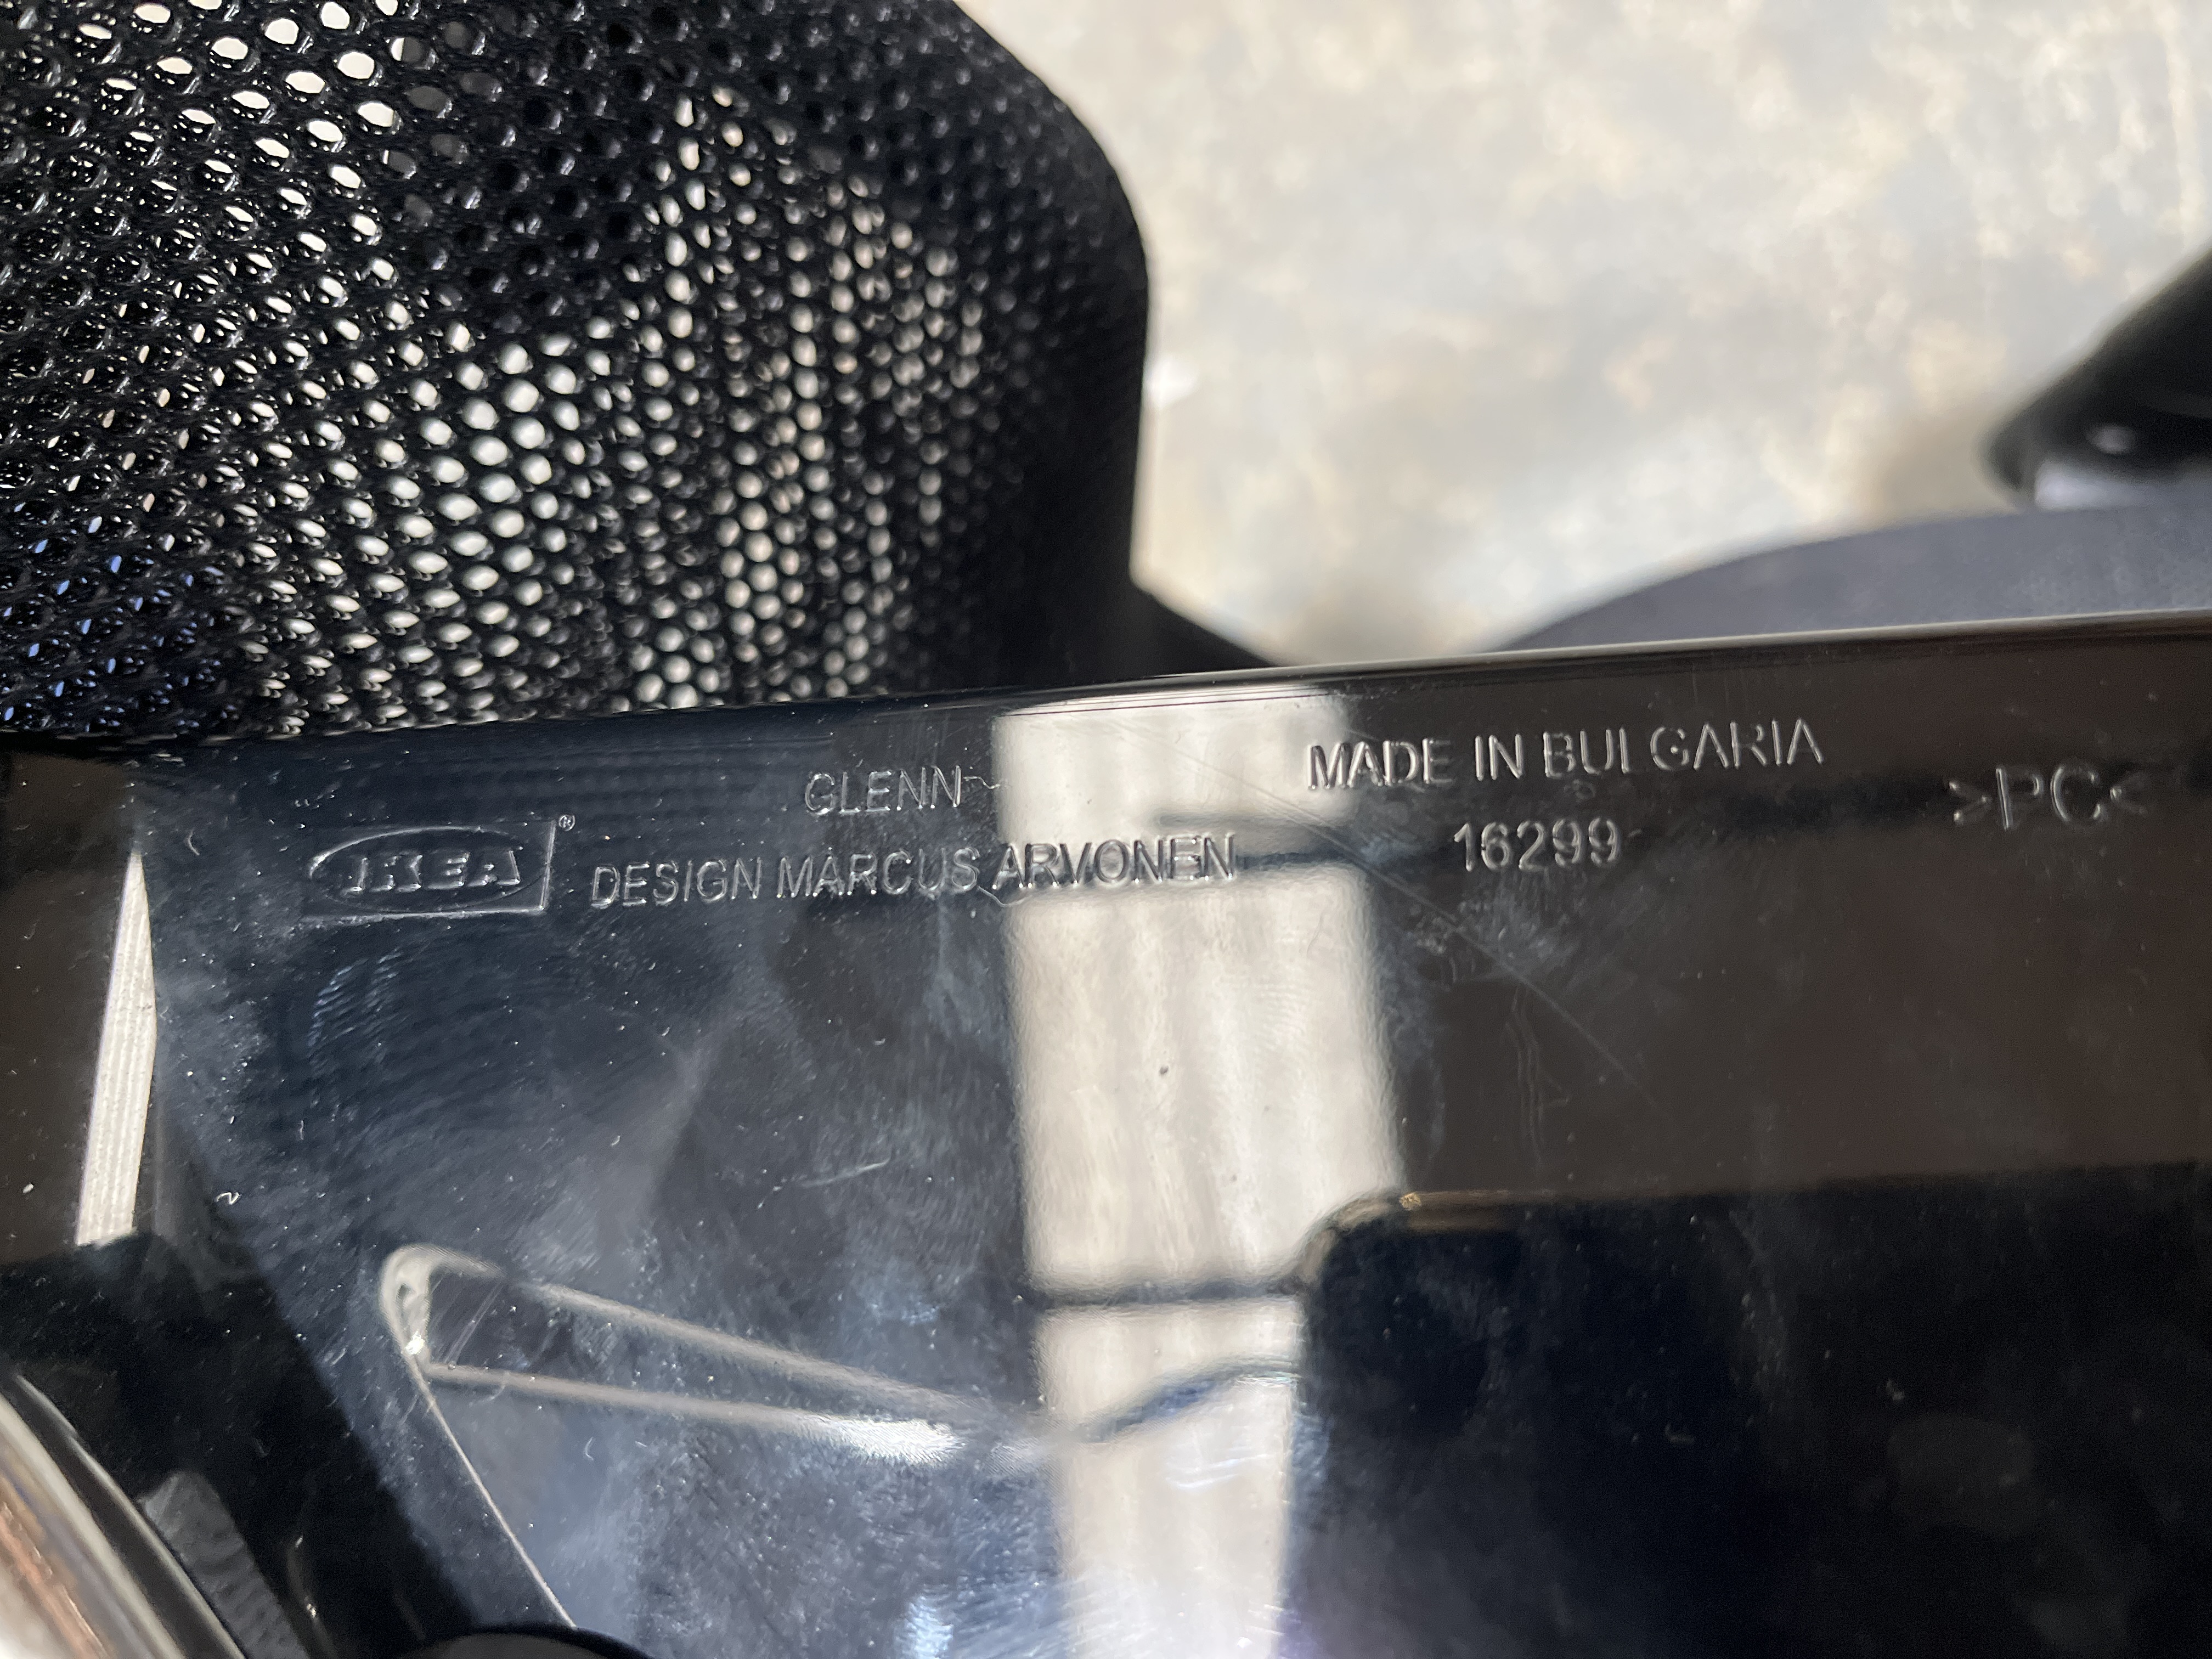 GLENN
IKEA®
DESIGN MARCUS ARVONEN
MADE IN BULGARIA
16299
>PC<